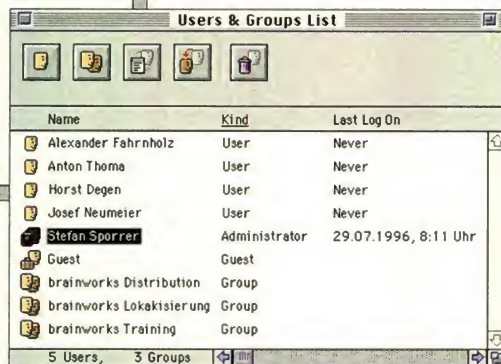 Users & Groups List
Name Kind Last Log On
Alexander Fahrnholz User Never
Anton Thoma User Never
Horst Degen User Never
Josef Neumeier User Never
Stefan Sporrer Administrator 29.07.1996, 8:11 Uhr
Guest Guest
brainworks Distribution Group
brainworks Lokakisierung Group
brainworks Training Group
5 Users, 3 Groups